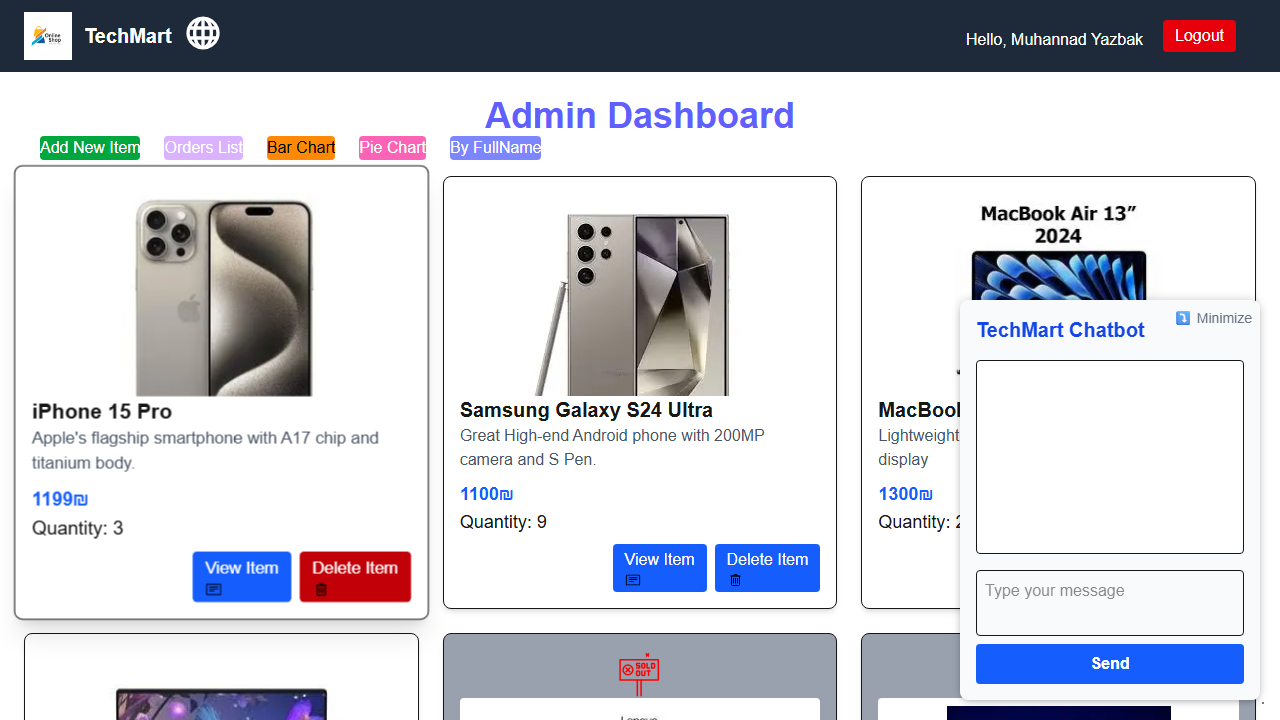 Online
Shop
TechMart
Hello, Muhannad Yazbak
Logout
Admin Dashboard
Add New Item
Orders List
Bar Chart
Pie Chart
By FullName
iPhone 15 Pro
Apple's flagship smartphone with A17 chip and
titanium body.
1199₪
Quantity: 3
View Item
Delete Item
Samsung Galaxy S24 Ultra
Great High-end Android phone with 200MP
camera and S Pen.
1100₪
Quantity: 9
View Item
Delete Item
MacBook Air 13”
2024
MacBook
Lightweight
display
1300₪
Quantity: 2
Minimize
TechMart Chatbot
Type your message
Send
SOLD
OUT
Lenovo